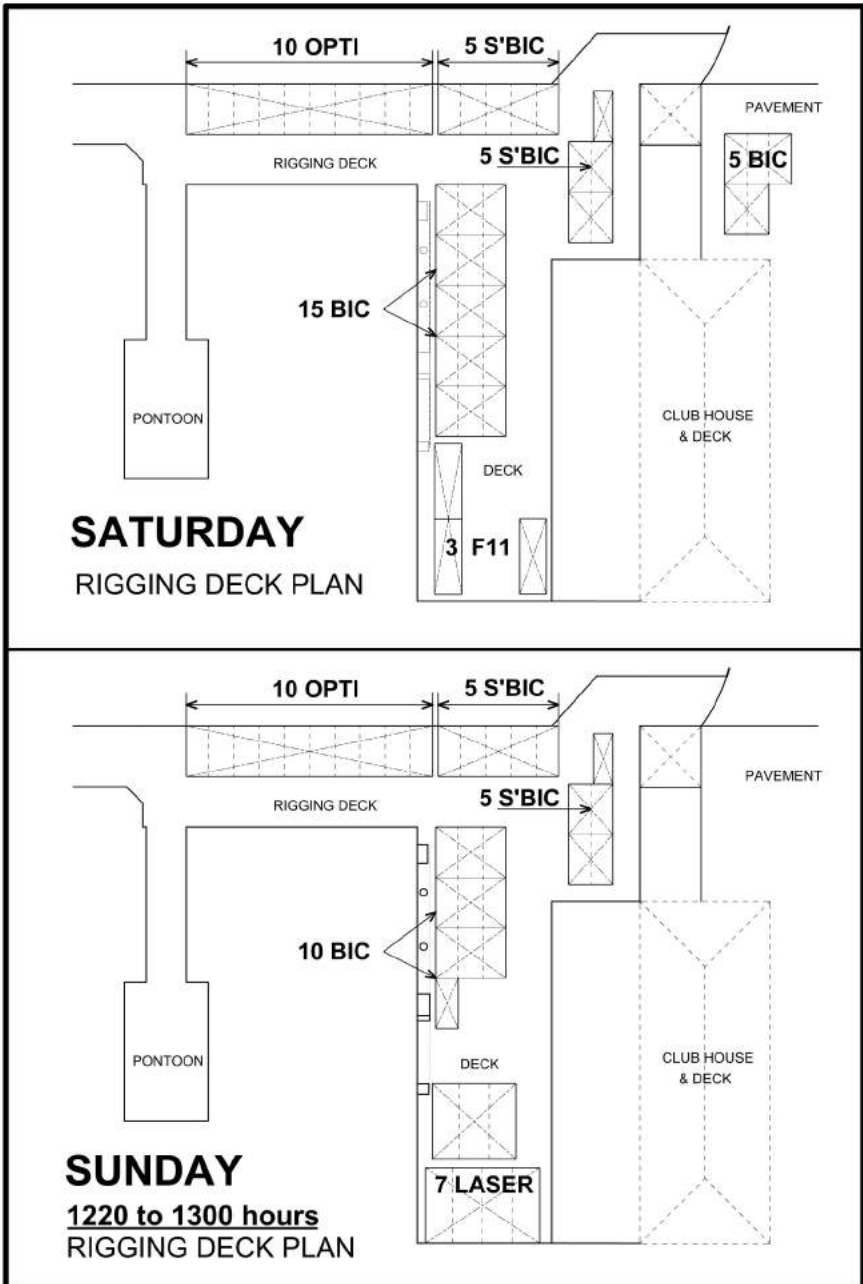 10 OPTI
5 S'BIC
PAVEMENT
5 S'BIC
5 BIC
RIGGING DECK
15 BIC
PONTOON
CLUB HOUSE
& DECK
DECK
SATURDAY
3 F11
RIGGING DECK PLAN
10 OPTI
5 S'BIC
PAVEMENT
5 S'BIC
RIGGING DECK
10 BIC
PONTOON
DECK
CLUB HOUSE
& DECK
SUNDAY
7 LASER
1220 to 1300 hours
RIGGING DECK PLAN